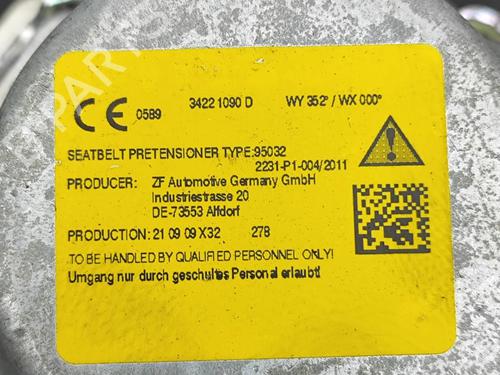 CE 0589 34221090 D WY 352° / WX 000°
SEATBELT PRETENSIONER TYPE:95032
2231-P1-004/2011
PRODUCER: ZF Automotive Germany GmbH
Industriestrasse 20
DE-73553 Alfdorf
PRODUCTION: 21 09 09 X32 278
TO BE HANDLED BY QUALIFIED PERSONNEL ONLY!
Umgang nur durch geschultes Personal erlaubt!